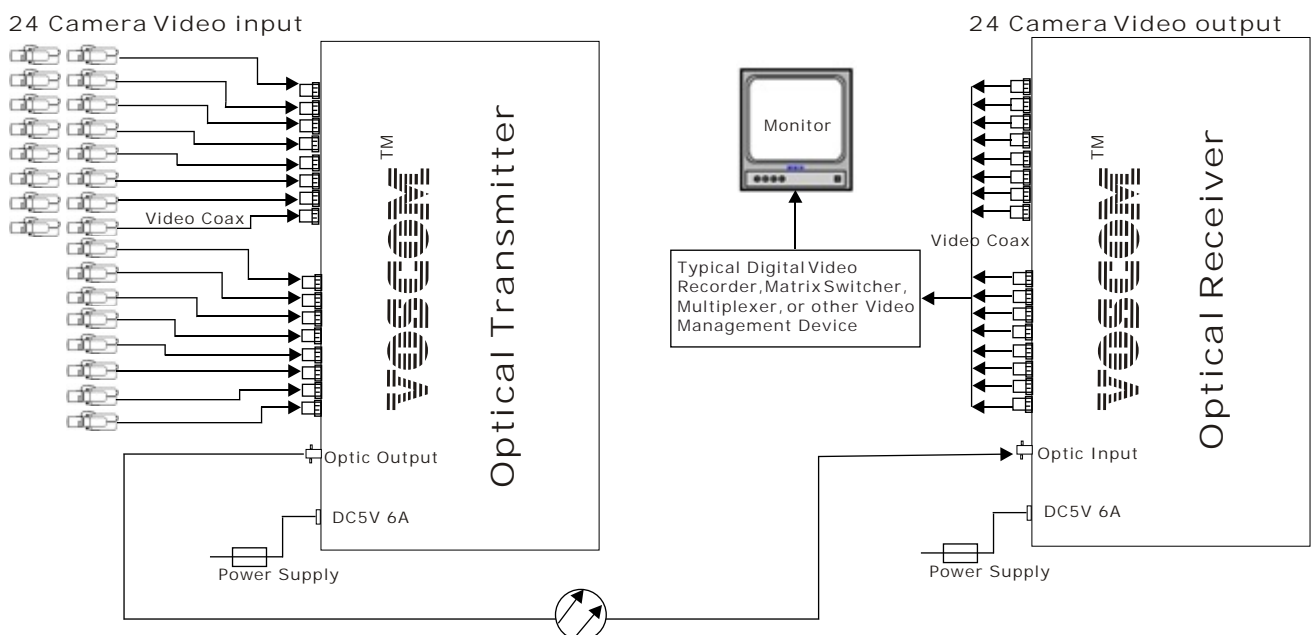 24 Camera Video input
24 Camera Video output
Video Coax
VOSCOM™
Optical Transmitter
Optic Output
DC5V 6A
Power Supply
Monitor
Typical Digital Video
Recorder, Matrix Switcher,
Multiplexer, or other Video
Management Device
Video Coax
VOSCOM™
Optical Receiver
Optic Input
DC5V 6A
Power Supply